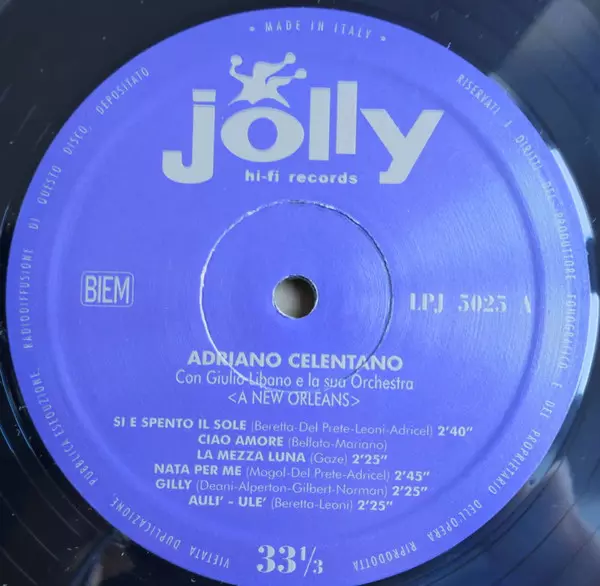 • MADE IN ITALY •
jolly
hi-fi records
BIEM
LPJ 5025 A
ADRIANO CELENTANO
Con Giulio Libano e la sua Orchestra
<A NEW ORLEANS>
SI E SPENTO IL SOLE (Beretta-Del Prete-Leoni-Adricel) 2'40"
CIAO AMORE (Bellata-Mariano)
LA MEZZA LUNA (Gaze) 2'25"
NATA PER ME (Mogol-Del Prete-Adricel) 2'45"
GILLY (Deani-Alperton-Gilbert-Norman) 2'25"
AULI' - ULE' (Beretta-Leoni) 2'25"
33 1/3
RISERVATI I DIRITTI DEL PRODUTTORE FONOGRAFICO E DEL PROPRIETARIO DELL'OPERA RIPRODOTTA
VIETATA DUPLICAZIONE, PUBBLICA ESECUZIONE, RADIODIFFUSIONE DI QUESTO DISCO, DEPOSITATO